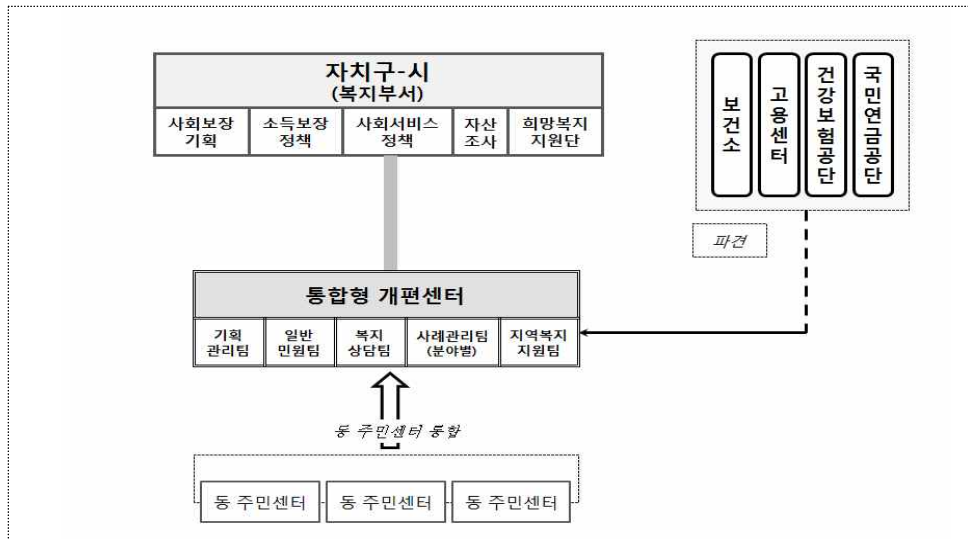 자치구-시
(복지부서)
사회보장
기획
소득보장
정책
사회서비스
정책
자산
조사
희망복지
지원단
보건소
고용센터
건강보험공단
국민연금공단
파견
통합형 개편센터
기획
관리팀
일반
민원팀
복지
상담팀
사례관리팀
(분야별)
지역복지
지원팀
동 주민센터 통합
동 주민센터
동 주민센터
동 주민센터